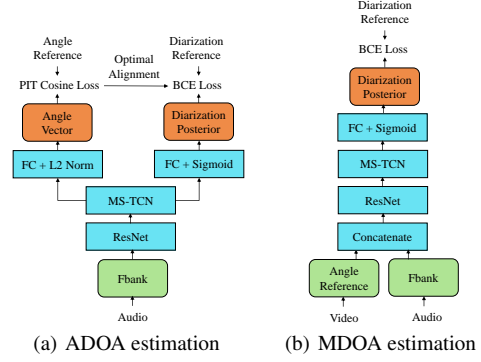 Angle
Reference
Optimal
Alignment
Diarization
Reference
PIT Cosine Loss
BCE Loss
Angle
Vector
Diarization
Posterior
FC + L2 Norm
FC + Sigmoid
MS-TCN
ResNet
Fbank
Audio
(a) ADOA estimation
Diarization
Reference
BCE Loss
Diarization
Posterior
FC + Sigmoid
MS-TCN
ResNet
Concatenate
Angle
Reference
Fbank
Video
Audio
(b) MDOA estimation